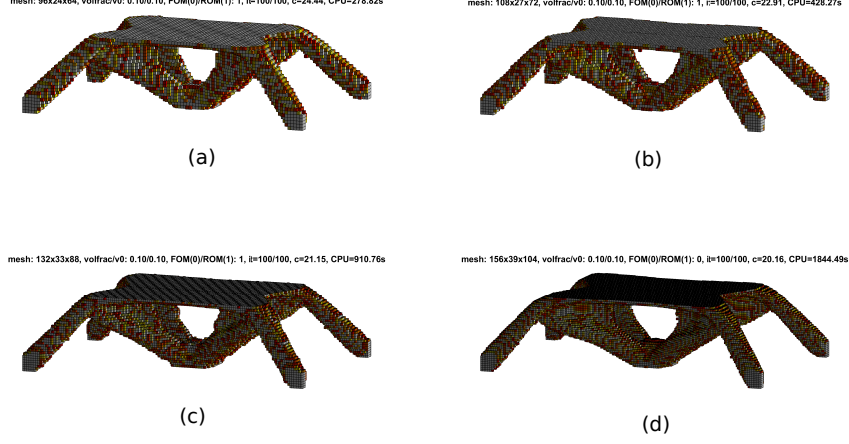 mesh: 96x24x64, volfrac/v0: 0.10/0.10, FOM(0)/ROM(1): 1, it=100/100, c=24.44, CPU=278.82s
mesh: 108x27x72, volfrac/v0: 0.10/0.10, FOM(0)/ROM(1): 1, it=100/100, c=22.91, CPU=428.27s
(a)
(b)
mesh: 132x33x88, volfrac/v0: 0.10/0.10, FOM(0)/ROM(1): 1, it=100/100, c=21.15, CPU=910.76s
mesh: 156x39x104, volfrac/v0: 0.10/0.10, FOM(0)/ROM(1): 0, it=100/100, c=20.16, CPU=1844.49s
(c)
(d)